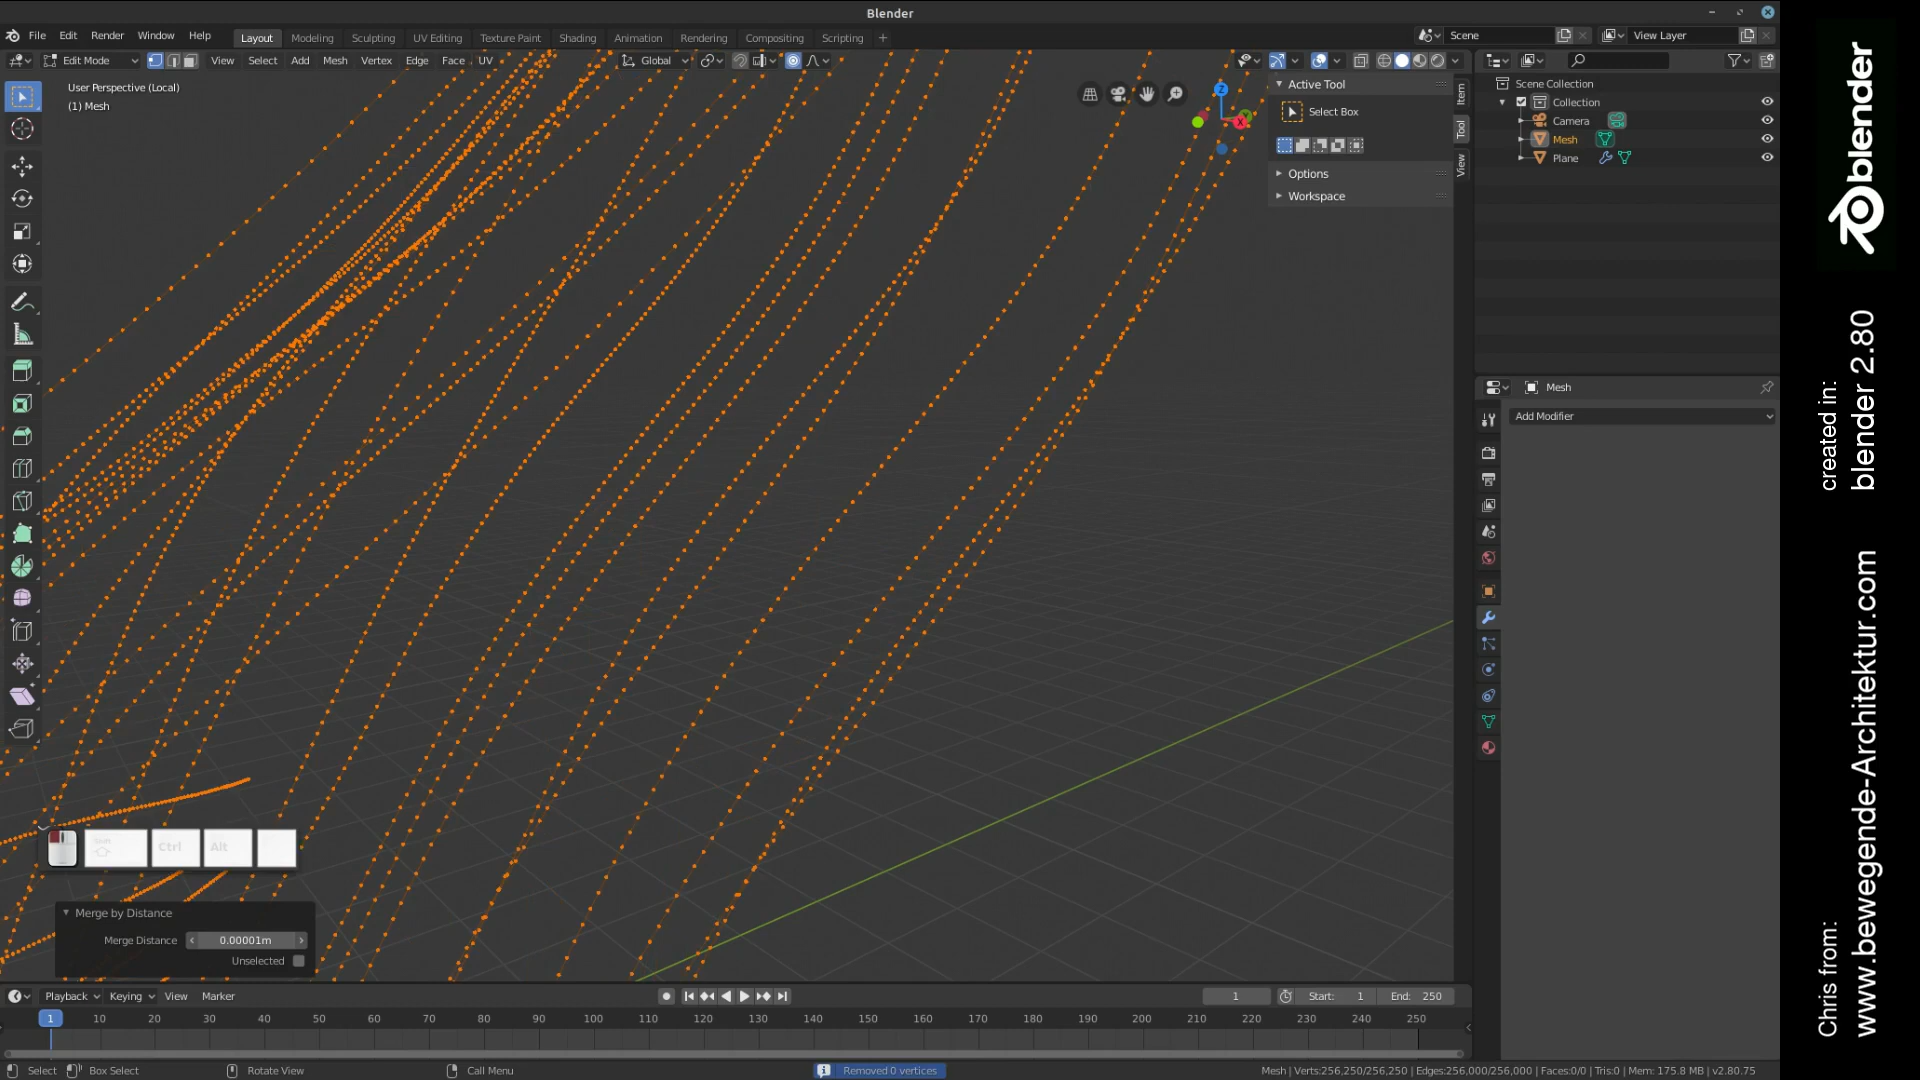 Blender
File Edit Render Window Help
Layout Modeling Sculpting UV Editing Texture Paint Shading Animation Rendering Compositing Scripting +
Scene
View Layer
Edit Mode
View Select Add Mesh Vertex Edge Face UV
Global
User Perspective (Local)
(1) Mesh
Z
X
Active Tool
Select Box
Options
Workspace
Item
Tool
View
Scene Collection
Collection
Camera
Mesh
Plane
Mesh
Add Modifier
Shift
Ctrl
Alt
Merge by Distance
Merge Distance 0.00001m
Unselected
Playback Keying View Marker
1
Start: 1
End: 250
1 10 20 30 40 50 60 70 80 90 100 110 120 130 140 150 160 170 180 190 200 210 220 230 240 250
Select Box Select Rotate View Call Menu
Removed 0 vertices
Mesh | Verts:256,250/256,250 | Edges:256,000/256,000 | Faces:0/0 | Tris:0 | Mem: 175.8 MB | v2.80.75
blender
created in:
blender 2.80
Chris from:
www.bewegende-Architektur.com